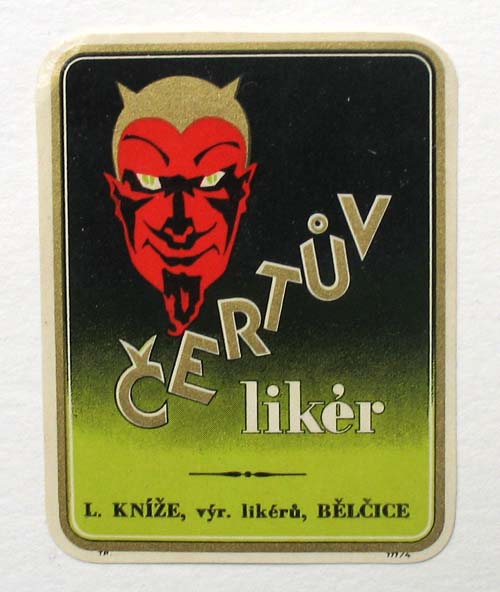 ČERTŮV
likér
L. KNÍŽE, výr. likérů, BĚLČICE